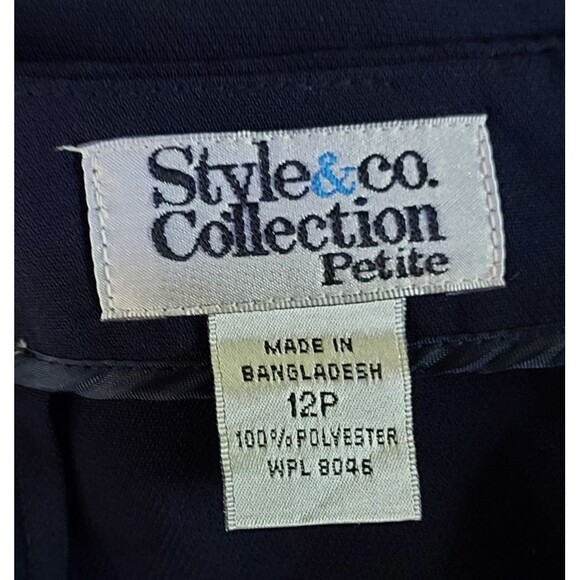 Style&co.
Collection
Petite
MADE IN
BANGLADESH
12P
100% POLYESTER
WPL 8046